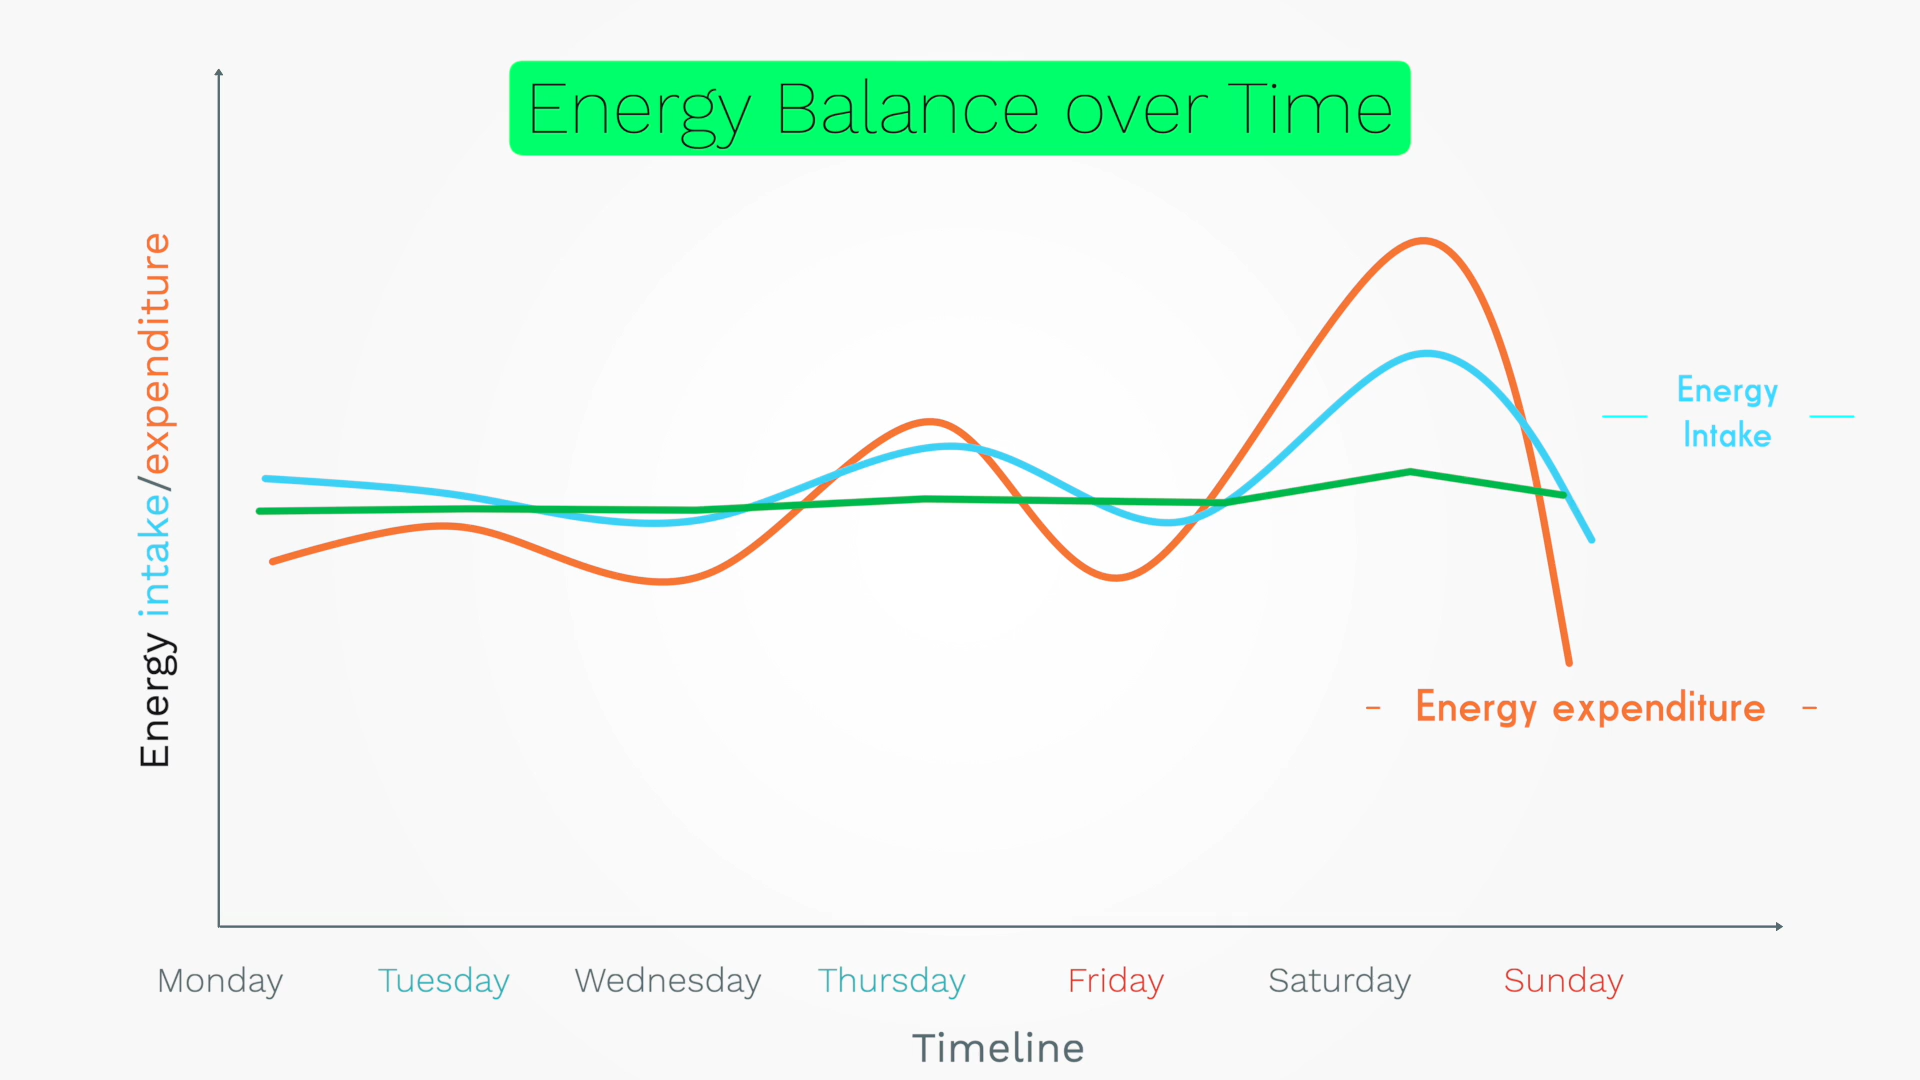 Energy Balance over Time
Energy intake/expenditure
Energy
Intake
- Energy expenditure -
Monday Tuesday Wednesday Thursday Friday Saturday Sunday
Timeline